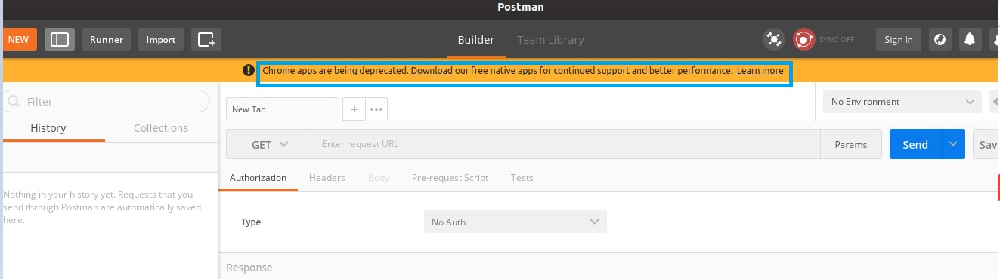 Postman
NEW Runner Import Builder Team Library SYNC OFF Sign In
Chrome apps are being deprecated. Download our free native apps for continued support and better performance. Learn more
Filter
History Collections
Nothing in your history yet. Requests that you
send through Postman are automatically saved
here.
New Tab + ••• No Environment
GET Enter request URL Params Send Sav
Authorization Headers Body Pre-request Script Tests
Type No Auth
Response